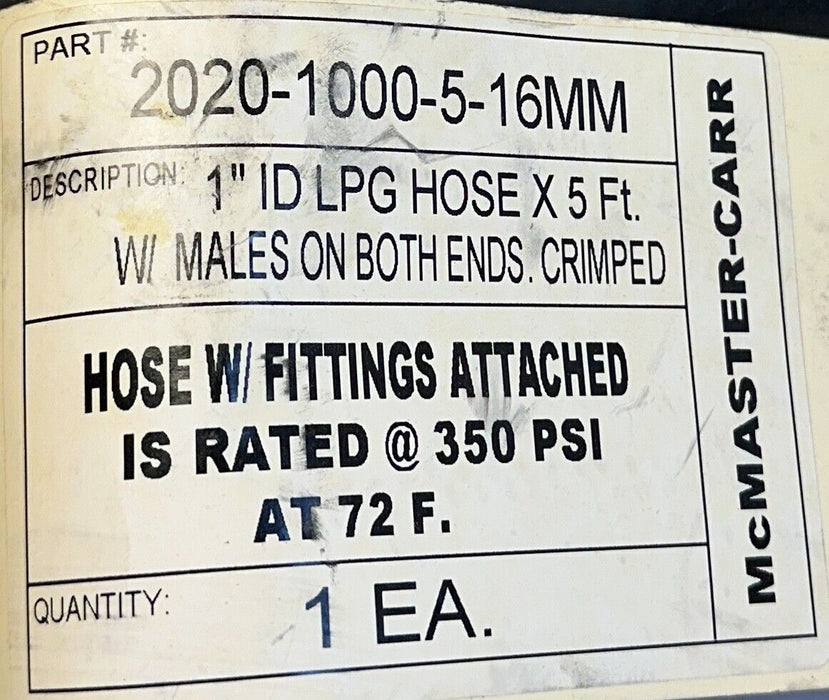 PART #:
2020-1000-5-16MM
DESCRIPTION: 1" ID LPG HOSE X 5 Ft.
W/ MALES ON BOTH ENDS. CRIMPED
HOSE W/ FITTINGS ATTACHED
IS RATED @ 350 PSI
AT 72 F.
QUANTITY: 1 EA.
McMASTER-CARR